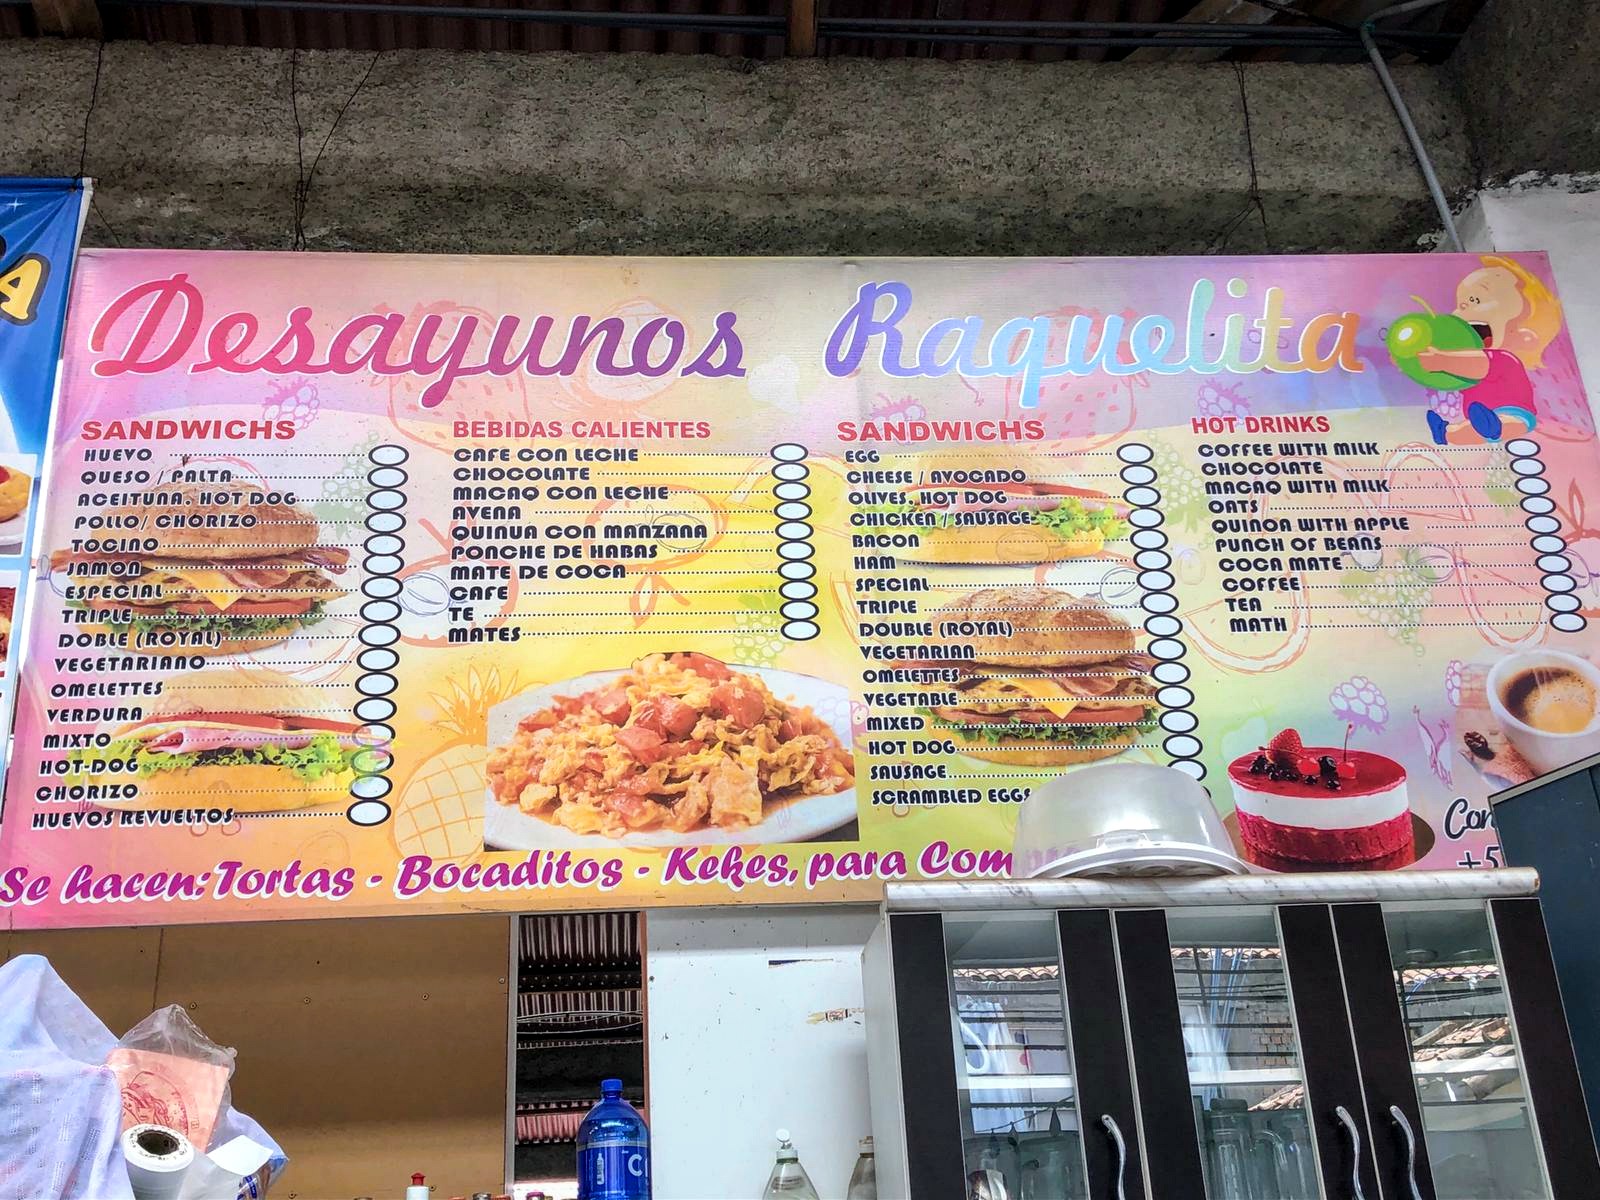 A
Desayunos Raquelita
SANDWICHS
HUEVO
QUESO / PALTA
ACEITUNA, HOT DOG
POLLO/ CHORIZO
TOCINO
JAMON
ESPECIAL
TRIPLE
DOBLE (ROYAL)
VEGETARIANO
OMELETTES
VERDURA
MIXTO
HOT-DOG
CHORIZO
HUEVOS REVUELTOS
BEBIDAS CALIENTES
CAFE CON LECHE
CHOCOLATE
MACAQ CON LECHE
AVENA
QUINUA CON MANZANA
PONCHE DE HABAS
MATE DE COCA
CAFE
TE
MATES
SANDWICHS
EGG
CHEESE / AVOCADO
OLIVES, HOT DOG
CHICKEN / SAUSAGE
BACON
HAM
SPECIAL
TRIPLE
DOUBLE (ROYAL)
VEGETARIAN
OMELETTES
VEGETABLE
MIXED
HOT DOG
SAUSAGE
SCRAMBLED EGGS
HOT DRINKS
COFFEE WITH MILK
CHOCOLATE
MACAQ WITH MILK
OATS
QUINOA WITH APPLE
PUNCH OF BEANS
COCA MATE
COFFEE
TEA
MATH
Se hacen: Tortas - Bocaditos - Kekes, para Com
Con
+5